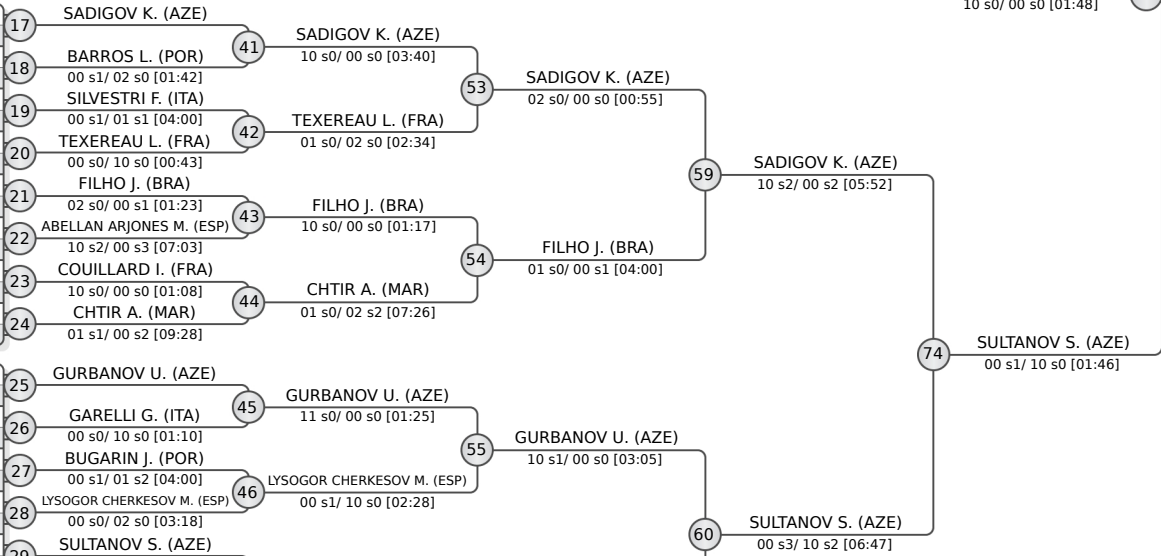 10 s0/ 00 s0 [01:48]
17
SADIGOV K. (AZE)
18
BARROS L. (POR)
00 s1/ 02 s0 [01:42]
19
SILVESTRI F. (ITA)
00 s1/ 01 s1 [04:00]
20
TEXEREAU L. (FRA)
00 s0/ 10 s0 [00:43]
21
FILHO J. (BRA)
02 s0/ 00 s1 [01:23]
22
ABELLAN ARJONES M. (ESP)
10 s2/ 00 s3 [07:03]
23
COUILLARD I. (FRA)
10 s0/ 00 s0 [01:08]
24
CHTIR A. (MAR)
01 s1/ 00 s2 [09:28]
25
GURBANOV U. (AZE)
26
GARELLI G. (ITA)
00 s0/ 10 s0 [01:10]
27
BUGARIN J. (POR)
00 s1/ 01 s2 [04:00]
28
LYSOGOR CHERKESOV M. (ESP)
00 s0/ 02 s0 [03:18]
29
SULTANOV S. (AZE)
41
SADIGOV K. (AZE)
10 s0/ 00 s0 [03:40]
42
TEXEREAU L. (FRA)
01 s0/ 02 s0 [02:34]
43
FILHO J. (BRA)
10 s0/ 00 s0 [01:17]
44
CHTIR A. (MAR)
01 s0/ 02 s2 [07:26]
45
GURBANOV U. (AZE)
11 s0/ 00 s0 [01:25]
46
LYSOGOR CHERKESOV M. (ESP)
00 s1/ 10 s0 [02:28]
53
SADIGOV K. (AZE)
02 s0/ 00 s0 [00:55]
54
FILHO J. (BRA)
01 s0/ 00 s1 [04:00]
55
GURBANOV U. (AZE)
10 s1/ 00 s0 [03:05]
59
SADIGOV K. (AZE)
10 s2/ 00 s2 [05:52]
60
SULTANOV S. (AZE)
00 s3/ 10 s2 [06:47]
74
SULTANOV S. (AZE)
00 s1/ 10 s0 [01:46]